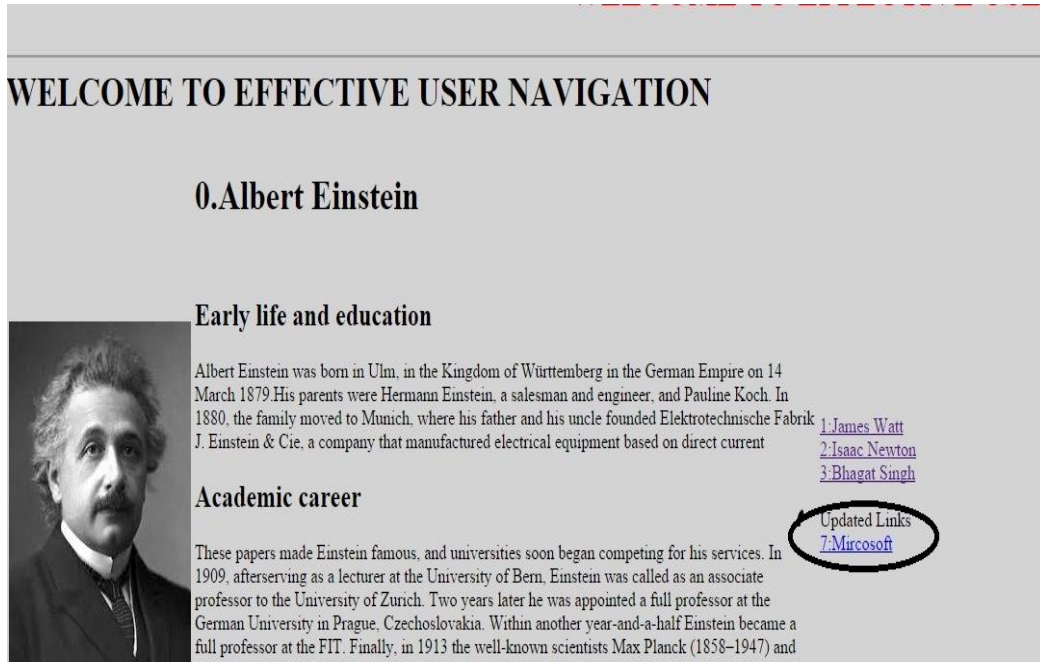 WELCOME TO EFFECTIVE USE
WELCOME TO EFFECTIVE USER NAVIGATION
0.Albert Einstein
Early life and education
Albert Einstein was born in Ulm, in the Kingdom of Württemberg in the German Empire on 14
March 1879.His parents were Hermann Einstein, a salesman and engineer, and Pauline Koch. In
1880, the family moved to Munich, where his father and his uncle founded Elektrotechnische Fabrik
J. Einstein & Cie, a company that manufactured electrical equipment based on direct current
Academic career
These papers made Einstein famous, and universities soon began competing for his services. In
1909, afterserving as a lecturer at the University of Bern, Einstein was called as an associate
professor to the University of Zurich. Two years later he was appointed a full professor at the
German University in Prague, Czechoslovakia. Within another year-and-a-half Einstein became a
full professor at the FIT. Finally, in 1913 the well-known scientists Max Planck (1858–1947) and
1:James Watt
2:Isaac Newton
3:Bhagat Singh
Updated Links
7:Mircosoft